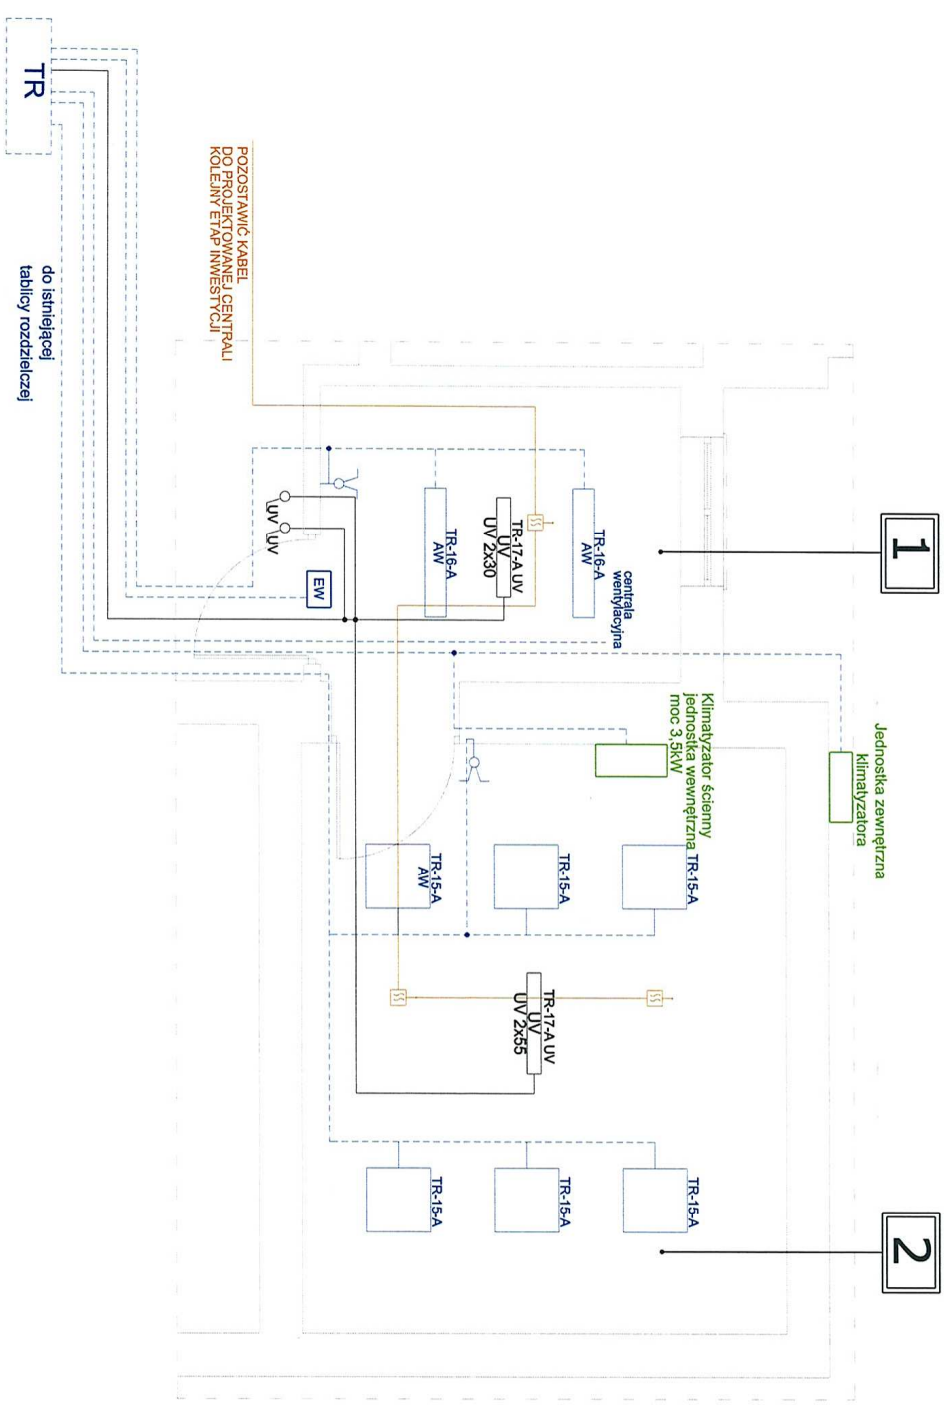 TR
do istniejącej
tablicy rozdzielczej
POZOSTAWIĆ KABEL
DO PROJEKTOWANEJ CENTRALI
KOLEJNY ETAP INWESTYCJI
1
centrala
wentylacyjna
TR-16-A
AW
TR-17-A UV
UV
UV 2x30
TR-16-A
AW
UV
UV
EW
Jednostka zewnętrzna
klimatyzatora
Klimatyzator ścienny
jednostka wewnętrzna
moc 3,5kW
TR-15-A
TR-15-A
TR-15-A
AW
TR-17-A UV
UV
UV 2x55
TR-15-A
TR-15-A
TR-15-A
2